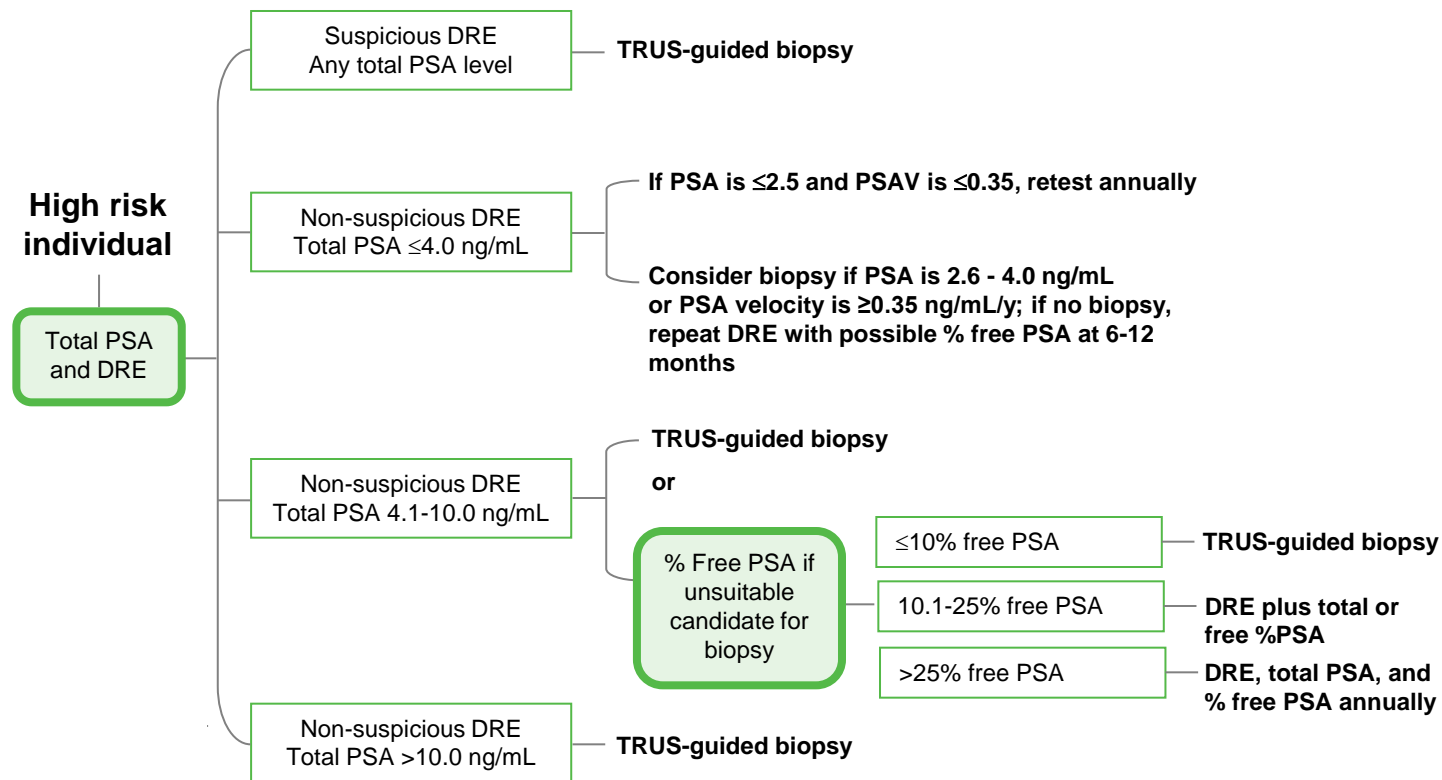 High risk
individual
Total PSA
and DRE
Suspicious DRE
Any total PSA level
TRUS-guided biopsy
Non-suspicious DRE
Total PSA ≤4.0 ng/mL
If PSA is ≤2.5 and PSAV is ≤0.35, retest annually
Consider biopsy if PSA is 2.6 - 4.0 ng/mL
or PSA velocity is ≥0.35 ng/mL/y; if no biopsy,
repeat DRE with possible % free PSA at 6-12
months
Non-suspicious DRE
Total PSA 4.1-10.0 ng/mL
TRUS-guided biopsy
or
% Free PSA if
unsuitable
candidate for
biopsy
≤10% free PSA
TRUS-guided biopsy
10.1-25% free PSA
DRE plus total or
free %PSA
>25% free PSA
DRE, total PSA, and
% free PSA annually
Non-suspicious DRE
Total PSA >10.0 ng/mL
TRUS-guided biopsy